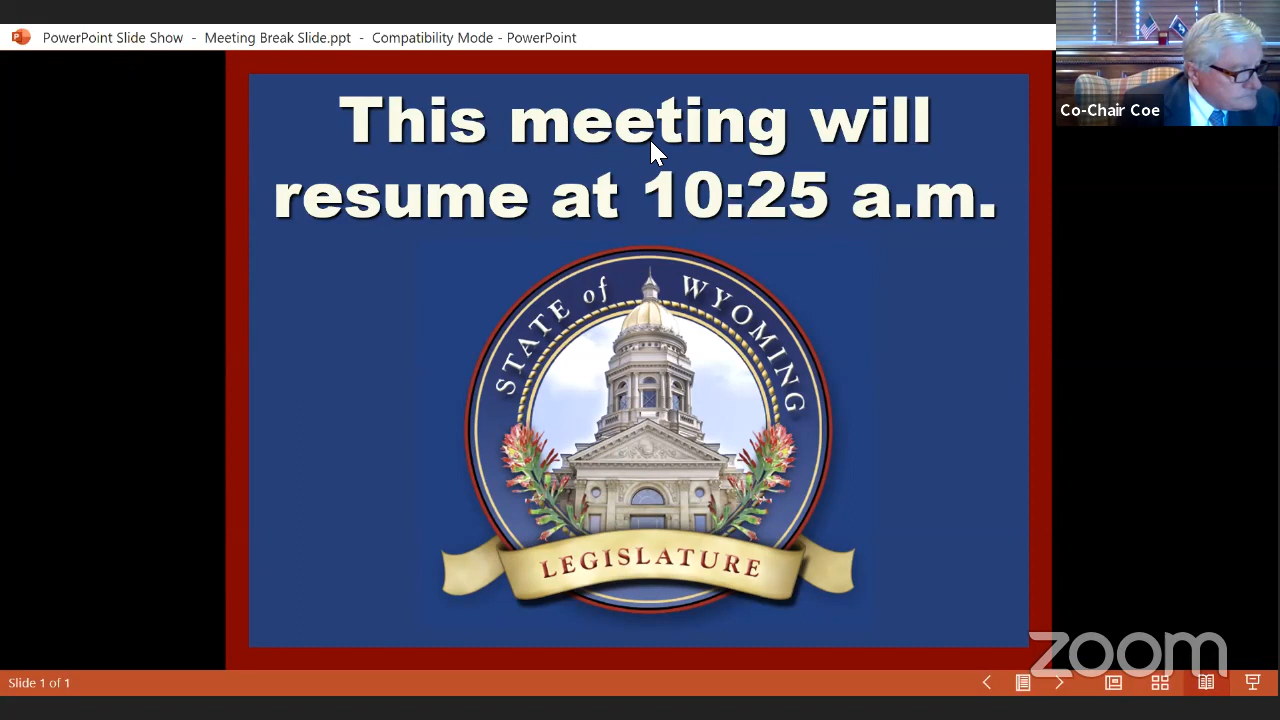 PowerPoint Slide Show - Meeting Break Slide.ppt - Compatibility Mode - PowerPoint
Co-Chair Coe
This meeting will
resume at 10:25 a.m.
STATE of WYOMING
LEGISLATURE
zoom
Slide 1 of 1